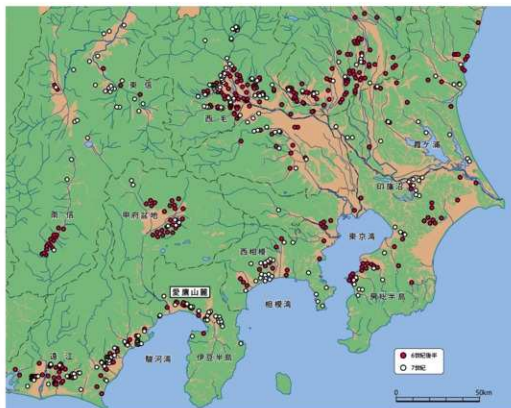 東信
西毛
霞ヶ浦
印旛沼
南信
甲府盆地
東京湾
西相模
愛鷹山麓
相模湾
房総半島
遠江
駿河湾
伊豆半島
6世紀後半
7世紀
0
50km